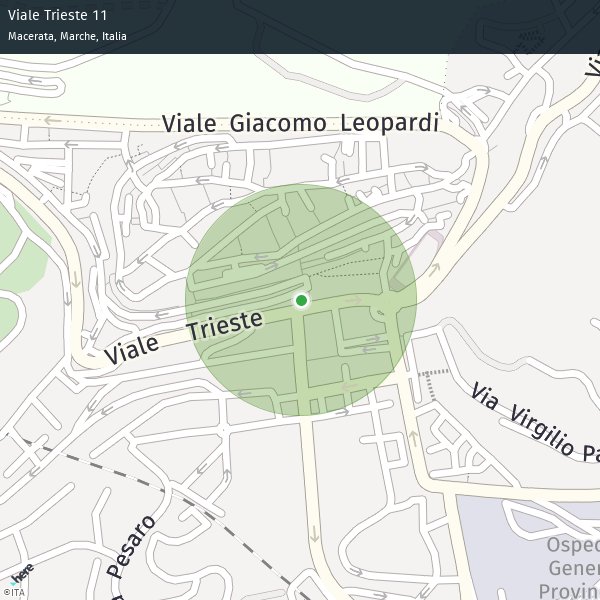 Viale Trieste 11
Macerata, Marche, Italia
Vi
Viale Giacomo Leopardi
Viale Trieste
Via Virgilio Pa
Pesaro
Osped
Gener
Provin
here
©ITA